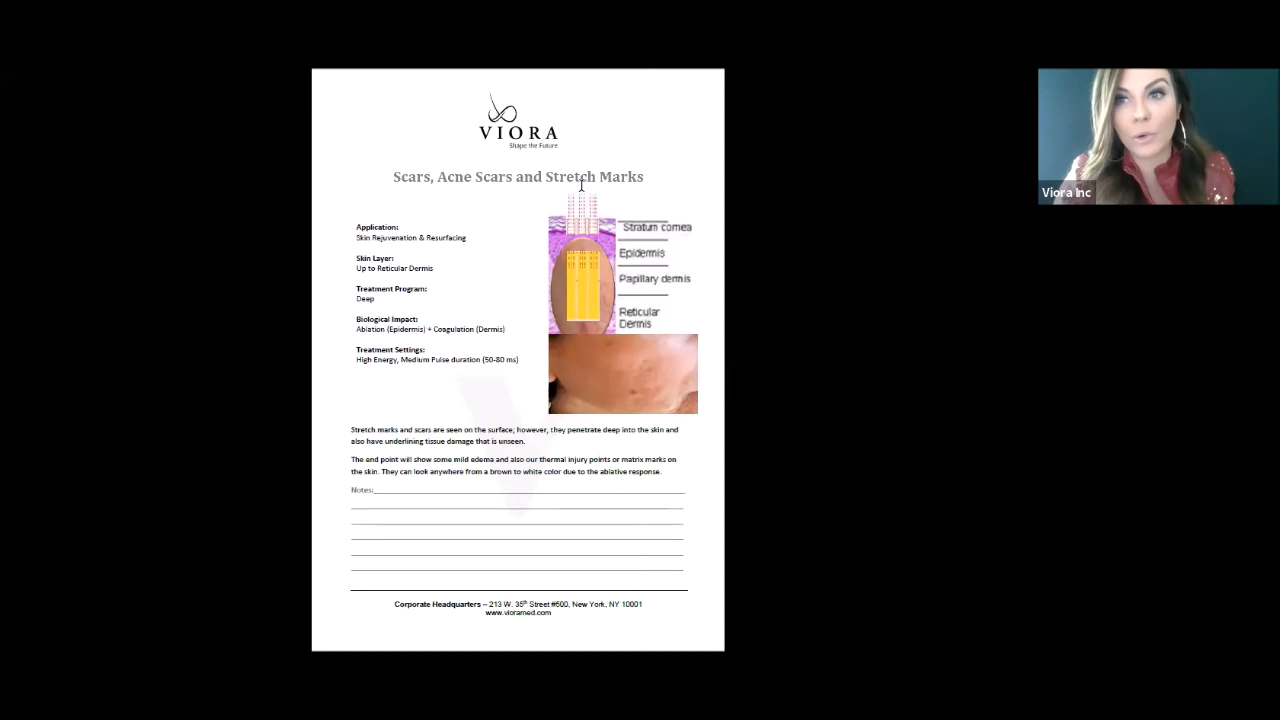 VIORA
Shape the Future
Scars, Acne Scars and Stretch Marks
Application:
Skin Rejuvenation & Resurfacing
Skin Layer:
Up to Reticular Dermis
Treatment Program:
Deep
Biological Impact:
Ablation (Epidermis) + Coagulation (Dermis)
Treatment Settings:
High Energy, Medium Pulse duration (50-80 ms)
Stratum cornea
Epidermis
Papillary dermis
Reticular
Dermis
Stretch marks and scars are seen on the surface; however, they penetrate deep into the skin and
also have underlining tissue damage that is unseen.
The end point will show some mild edema and also our thermal injury points or matrix marks on
the skin. They can look anywhere from a brown to white color due to the ablative response.
Notes:
Corporate Headquarters – 213 W. 35th Street #500, New York, NY 10001
www.vioramed.com
Viora Inc